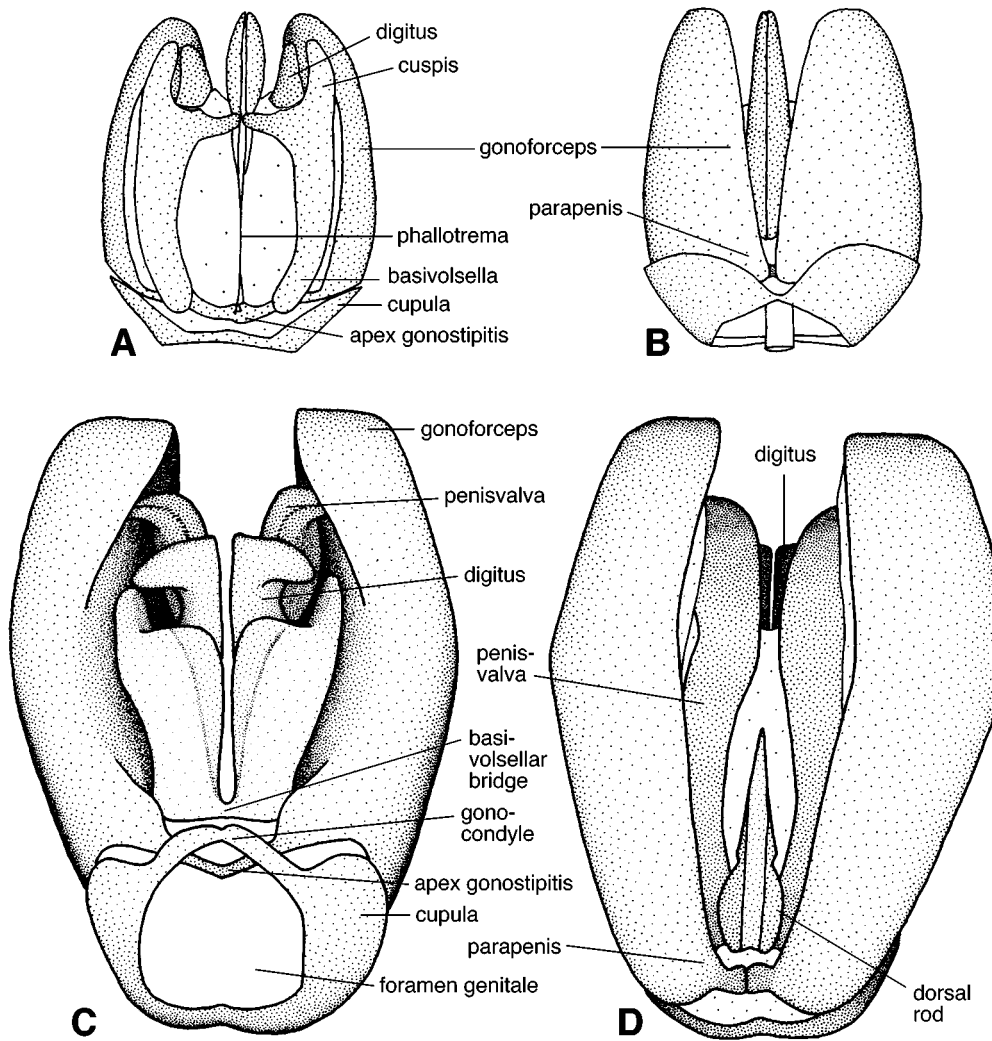 digitus
cuspis
gonoforceps
parapenis
phallotrema
basivolsella
cupula
apex gonostipitis
A
B
gonoforceps
digitus
penisvalva
digitus
penis-
valva
basi-
volsellar
bridge
gono-
condyle
apex gonostipitis
cupula
parapenis
foramen genitale
dorsal
rod
C
D